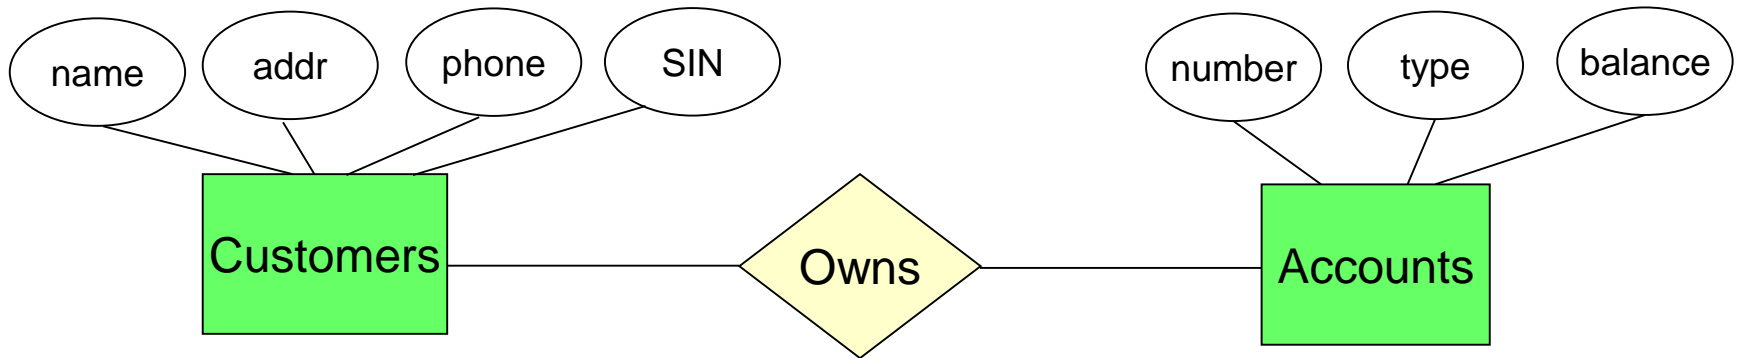 name
addr
phone
SIN
number
type
balance
Customers
Owns
Accounts